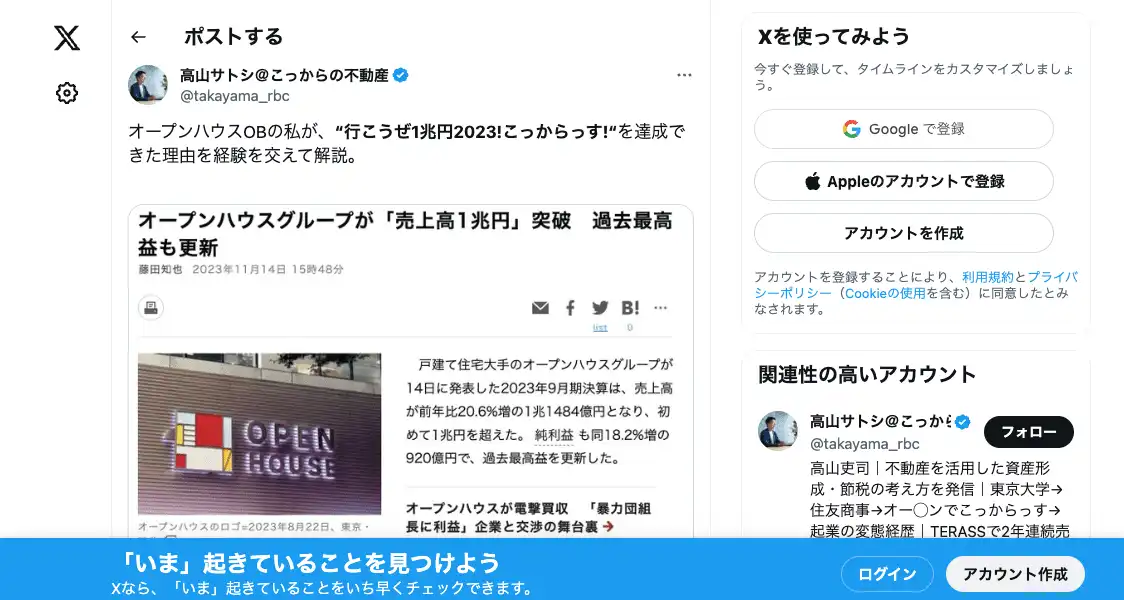 ポストする
高山サトシ@こっからの不動産
@takayama_rbc
オープンハウスOBの私が、“行こうぜ1兆円2023!こっからっす!“を達成で
きた理由を経験を交えて解説。
オープンハウスグループが「売上高1兆円」突破　過去最高
益も更新
藤田知也　2023年11月14日 15時48分
B!
list
0
戸建て住宅大手のオープンハウスグループが
14日に発表した2023年9月期決算は、売上高
が前年比20.6%増の1兆1484億円となり、初
めて1兆円を超えた。純利益も同18.2%増の
920億円で、過去最高益を更新した。
OPEN
HOUSE
オープンハウスが電撃買収　「暴力団組
長に利益」企業と交渉の舞台裏
オープンハウスのロゴ=2023年8月22日、東京・
Xを使ってみよう
今すぐ登録して、タイムラインをカスタマイズしましょ
う。
Google で登録
Appleのアカウントで登録
アカウントを作成
アカウントを登録することにより、利用規約とプライバ
シーポリシー（Cookieの使用を含む）に同意したとみ
なされます。
関連性の高いアカウント
高山サトシ@こっから
@takayama_rbc
フォロー
高山吏司｜不動産を活用した資産形
成・節税の考え方を発信｜東京大学→
住友商事→オー◯ンでこっからっす→
起業の変態経歴｜TERASSで2年連続売
「いま」起きていることを見つけよう
Xなら、「いま」起きていることをいち早くチェックできます。
ログイン
アカウント作成